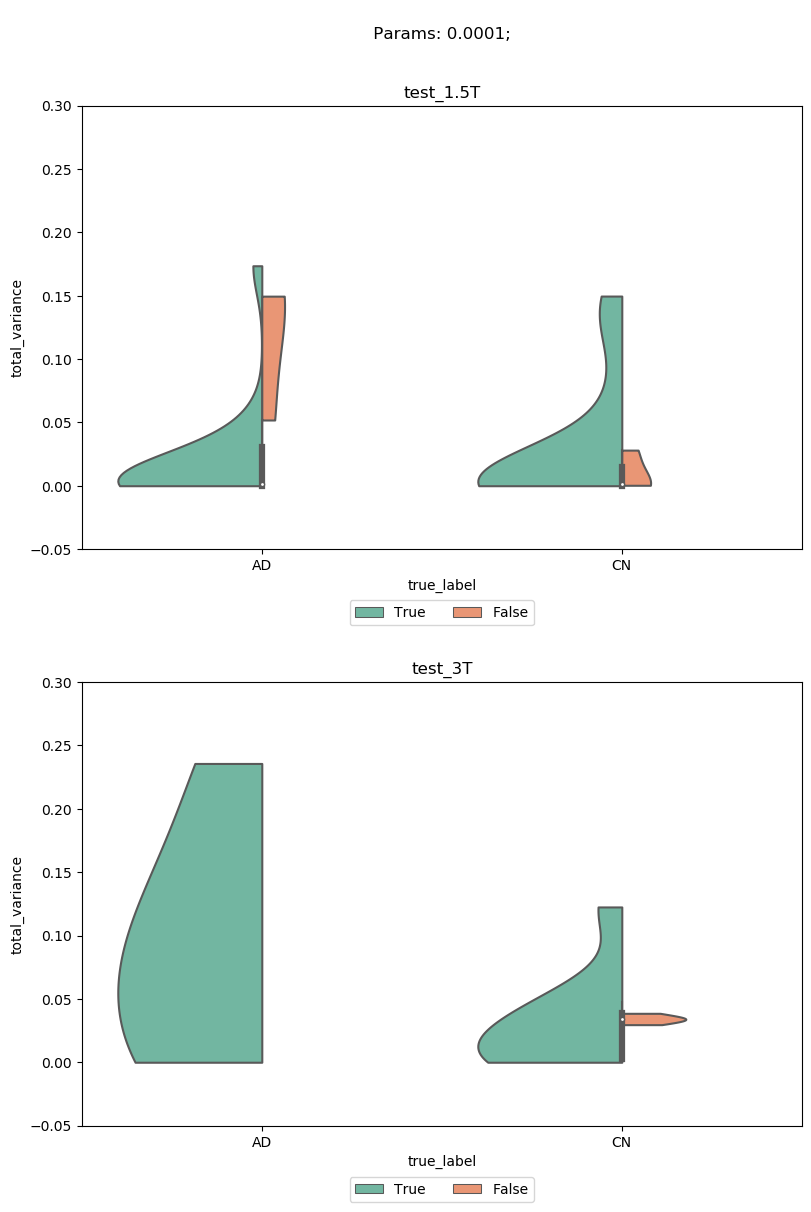 Params: 0.0001;
test_1.5T
0.30
0.25
0.20
0.15
0.10
0.05
0.00
−0.05
total_variance
AD CN
true_label
True False
test_3T
0.30
0.25
0.20
0.15
0.10
0.05
0.00
−0.05
total_variance
AD CN
true_label
True False